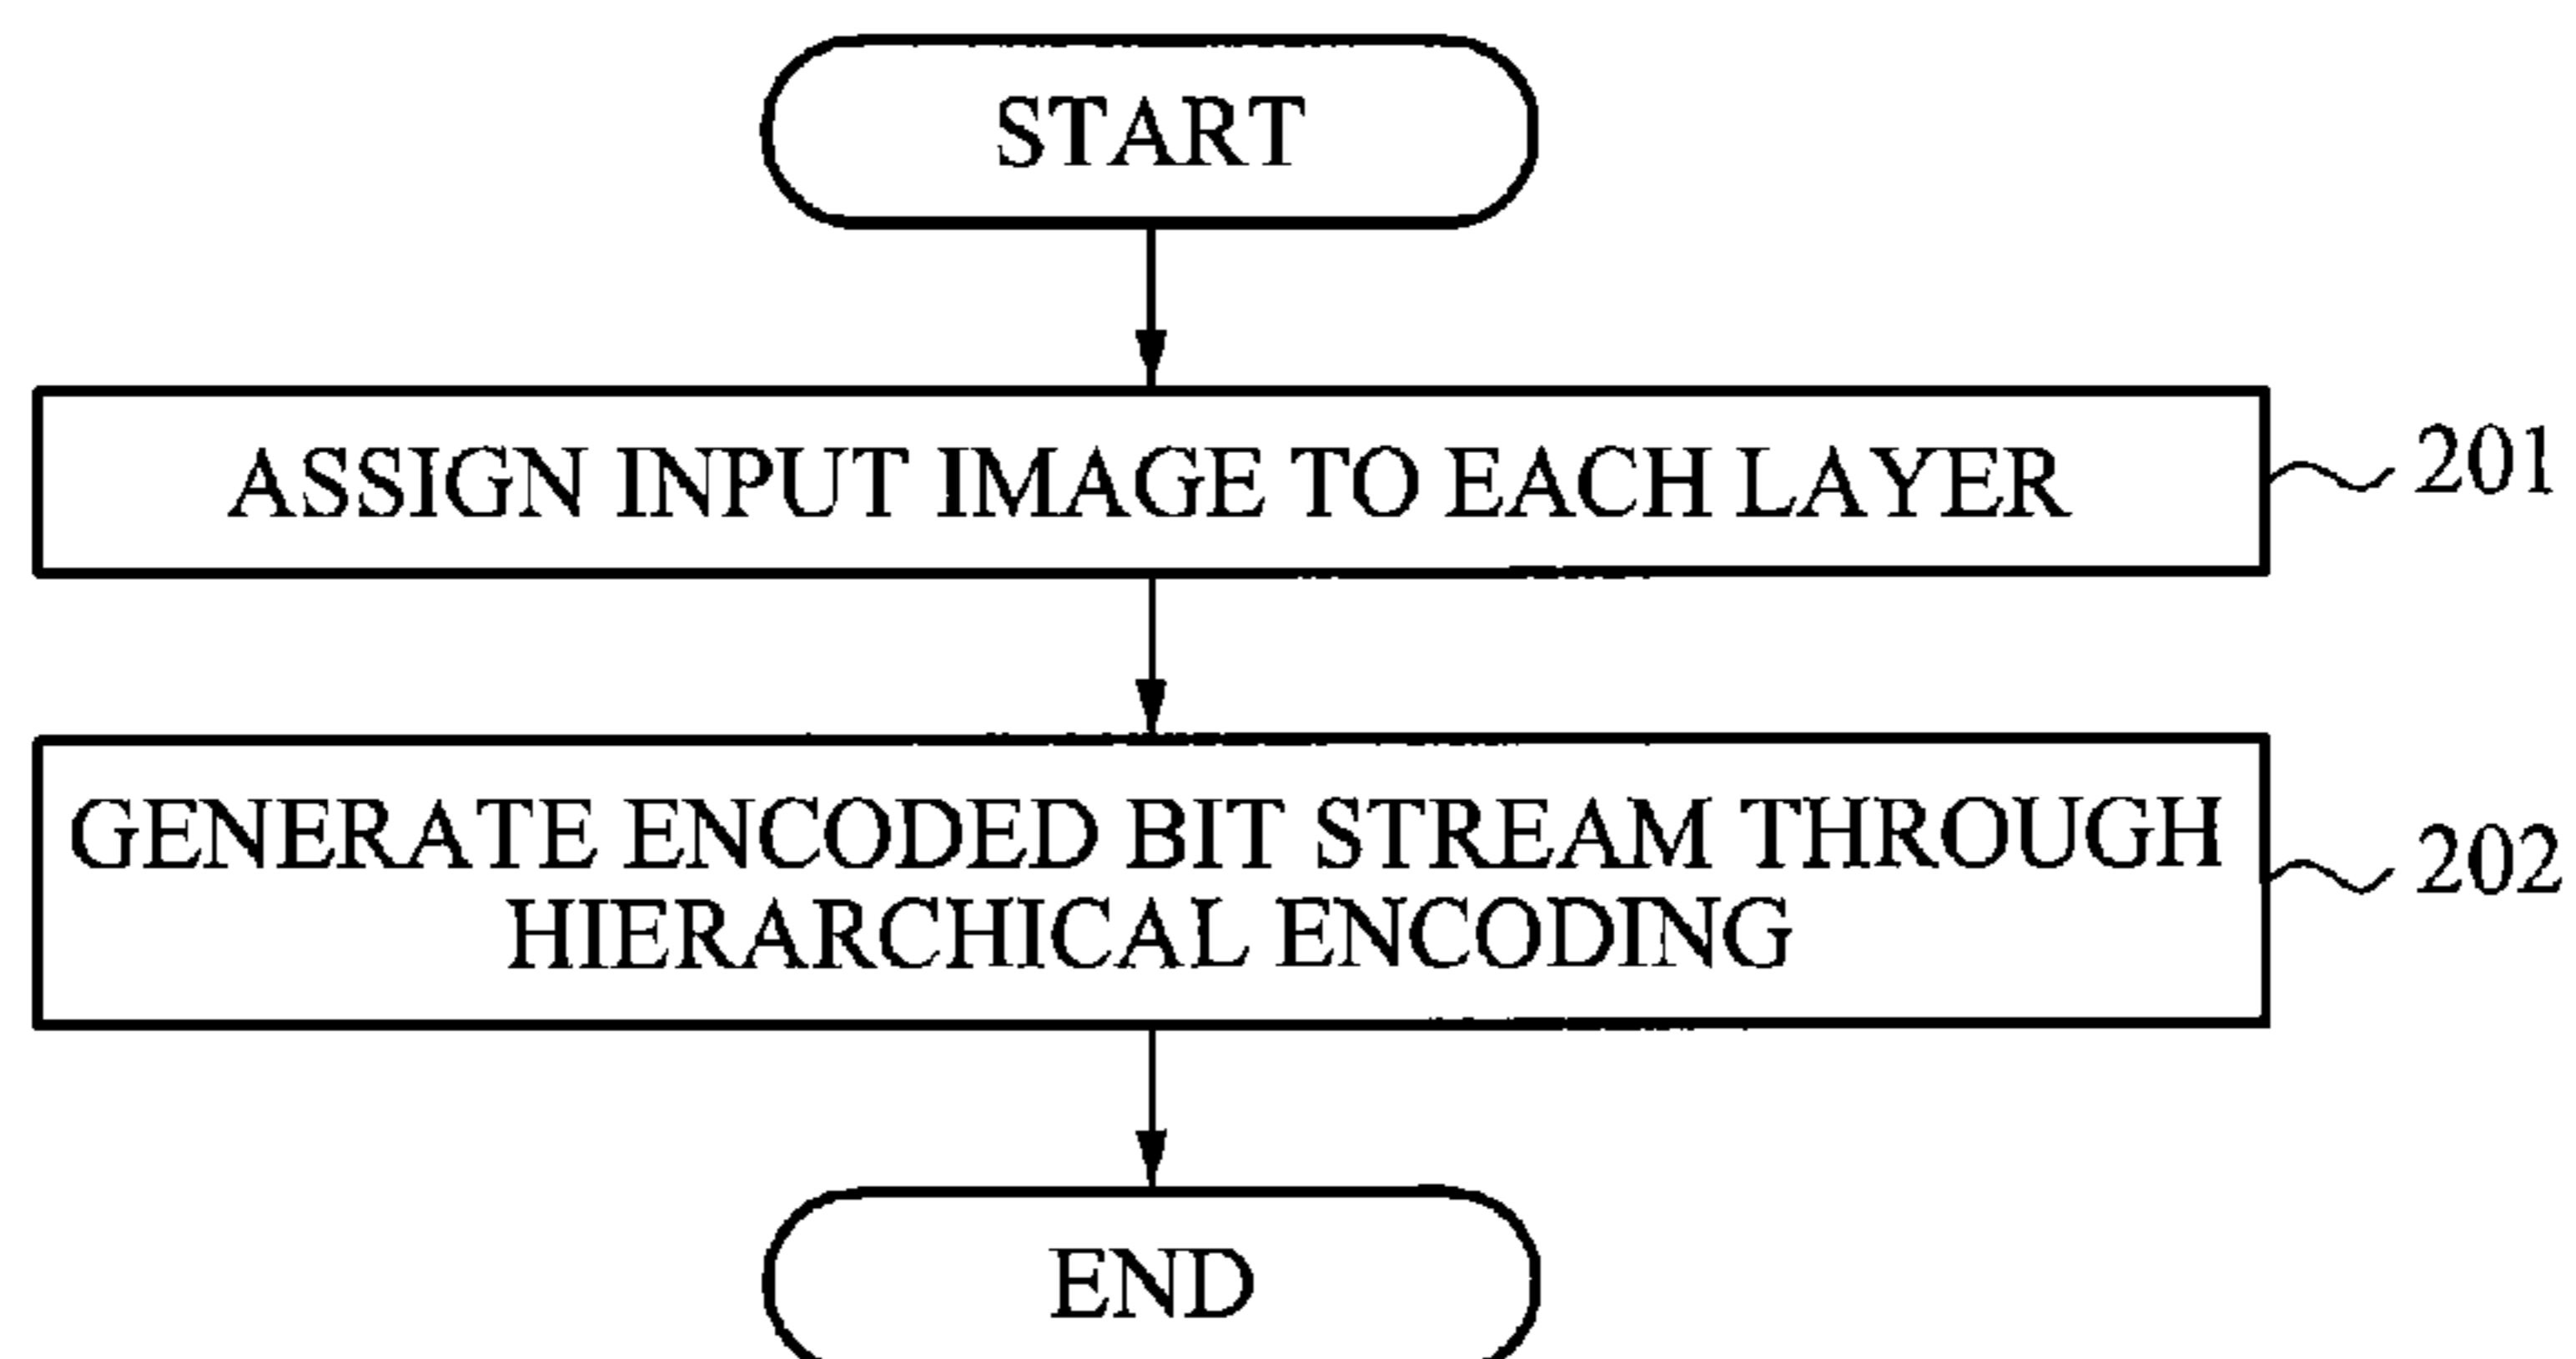 START
ASSIGN INPUT IMAGE TO EACH LAYER
201
GENERATE ENCODED BIT STREAM THROUGH
HIERARCHICAL ENCODING
202
END